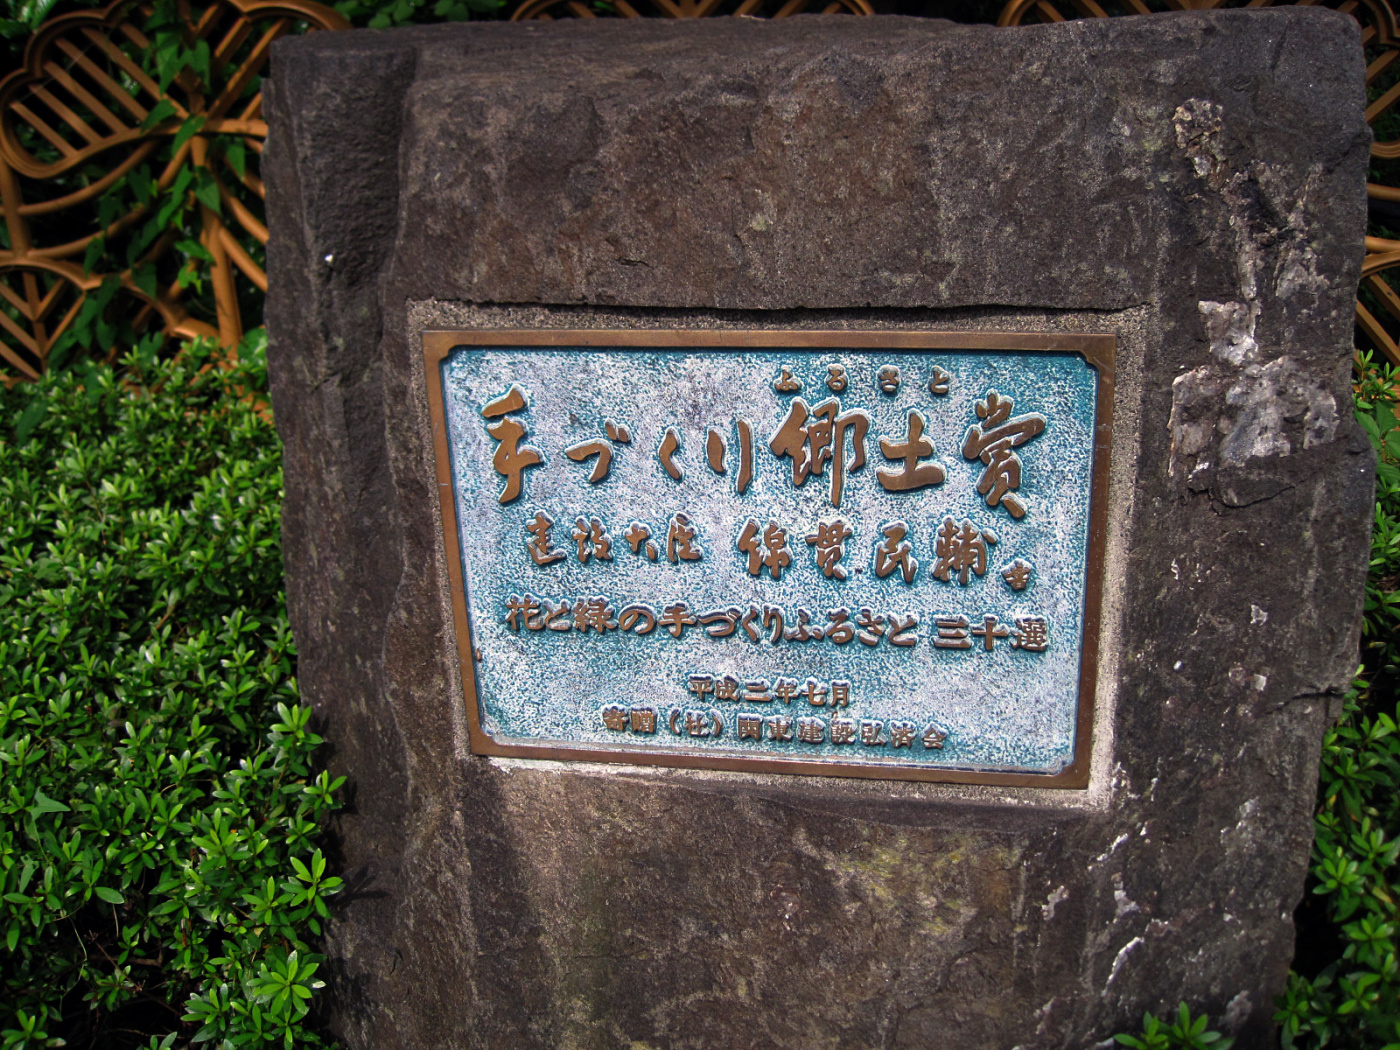 ふるさと
手づくり郷土賞
建設大臣 綿貫民輔 書
花と緑の手づくりふるさと 三十選
平成二年七月
寄贈（社）関東建設弘済会